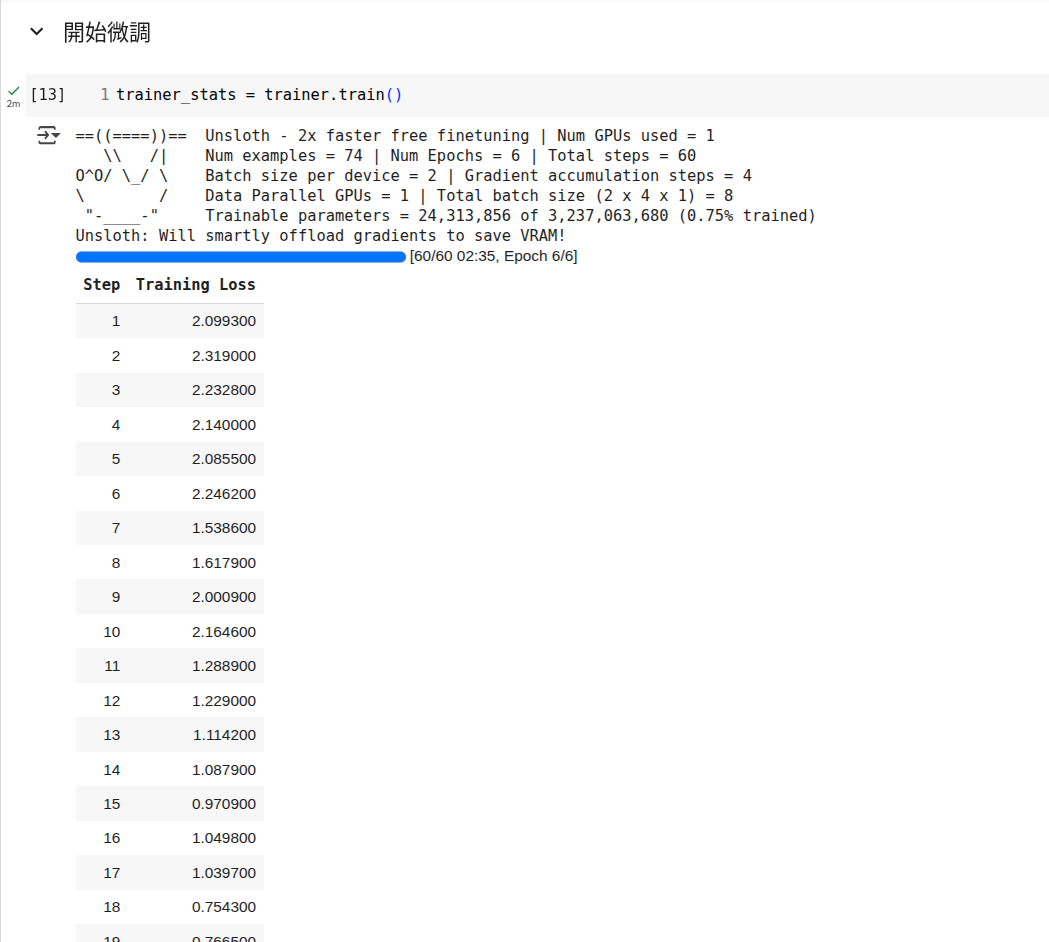 開始微調
[13] 1 trainer_stats = trainer.train()
2m
==((====))==  Unsloth - 2x faster free finetuning | Num GPUs used = 1
   \\   /|    Num examples = 74 | Num Epochs = 6 | Total steps = 60
O^O/ \_/ \    Batch size per device = 2 | Gradient accumulation steps = 4
\        /    Data Parallel GPUs = 1 | Total batch size (2 x 4 x 1) = 8
 "-____-"     Trainable parameters = 24,313,856 of 3,237,063,680 (0.75% trained)
Unsloth: Will smartly offload gradients to save VRAM!
[60/60 02:35, Epoch 6/6]
Step Training Loss
1 2.099300
2 2.319000
3 2.232800
4 2.140000
5 2.085500
6 2.246200
7 1.538600
8 1.617900
9 2.000900
10 2.164600
11 1.288900
12 1.229000
13 1.114200
14 1.087900
15 0.970900
16 1.049800
17 1.039700
18 0.754300
19 0.766500